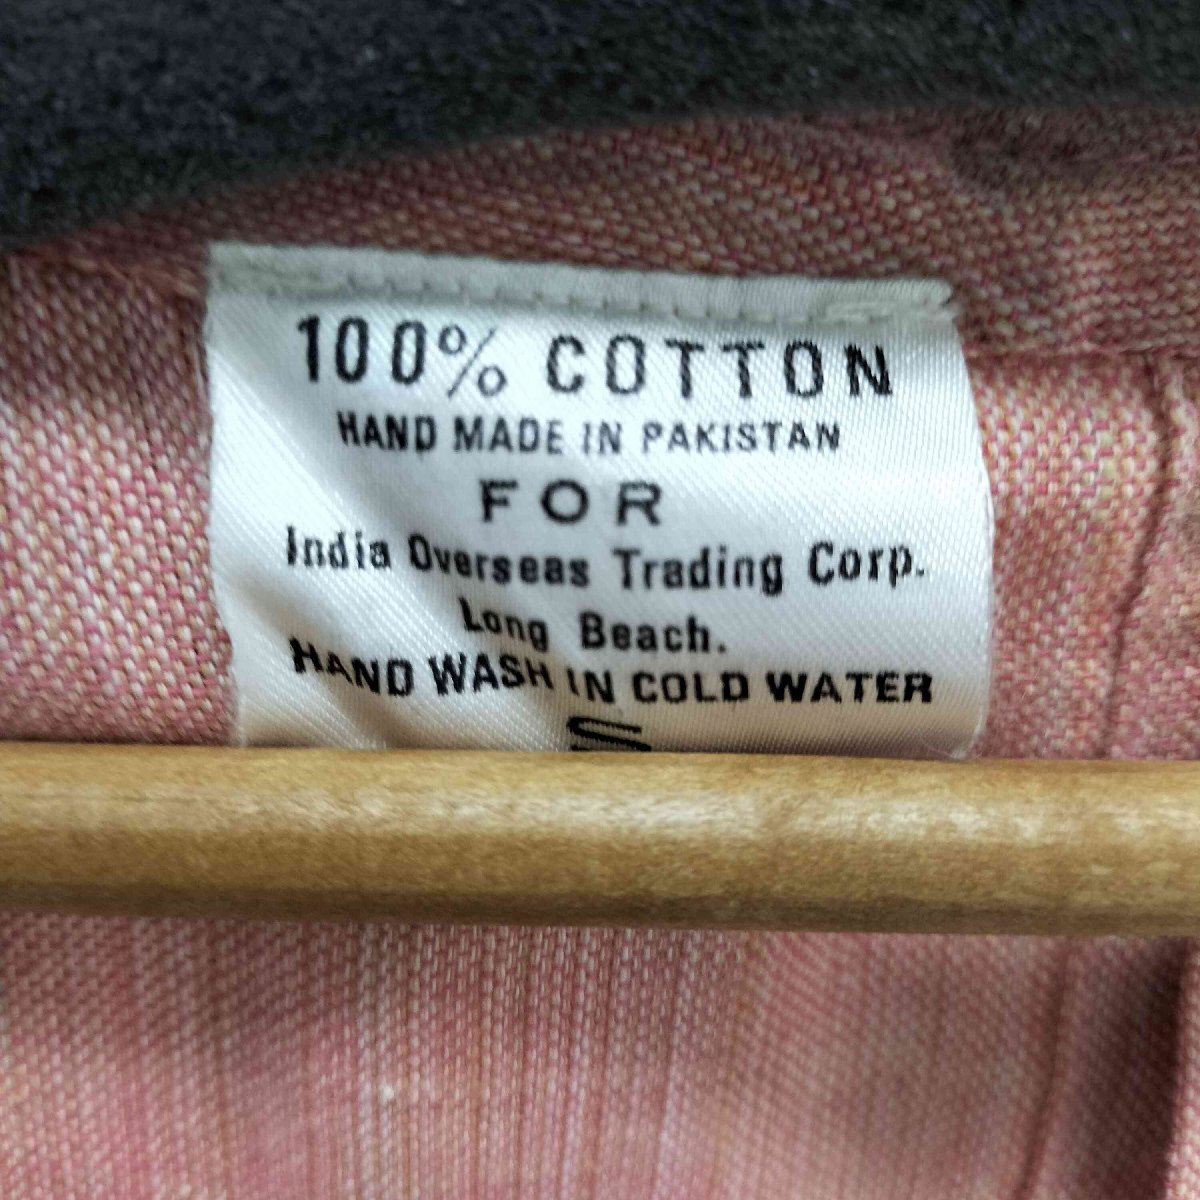 100% COTTON
HAND MADE IN PAKISTAN
FOR
India Overseas Trading Corp.
Long Beach.
HAND WASH IN COLD WATER